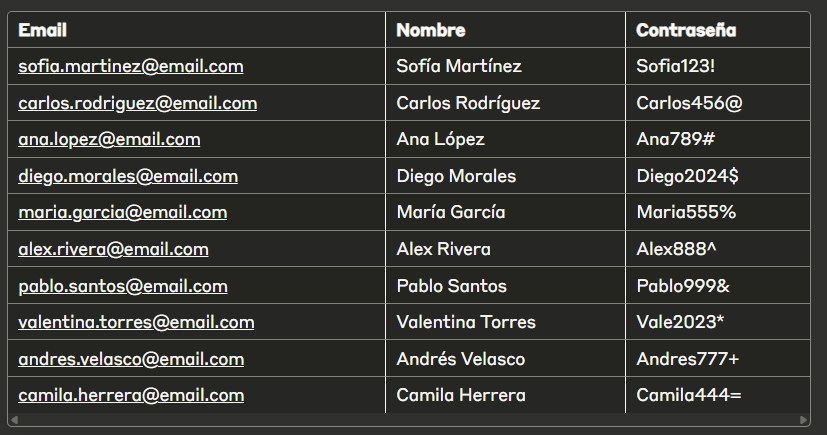 Email Nombre Contraseña
sofia.martinez@email.com Sofía Martínez Sofia123!
carlos.rodriguez@email.com Carlos Rodríguez Carlos456@
ana.lopez@email.com Ana López Ana789#
diego.morales@email.com Diego Morales Diego2024$
maria.garcia@email.com María García Maria555%
alex.rivera@email.com Alex Rivera Alex888^
pablo.santos@email.com Pablo Santos Pablo999&
valentina.torres@email.com Valentina Torres Vale2023*
andres.velasco@email.com Andrés Velasco Andres777+
camila.herrera@email.com Camila Herrera Camila444=